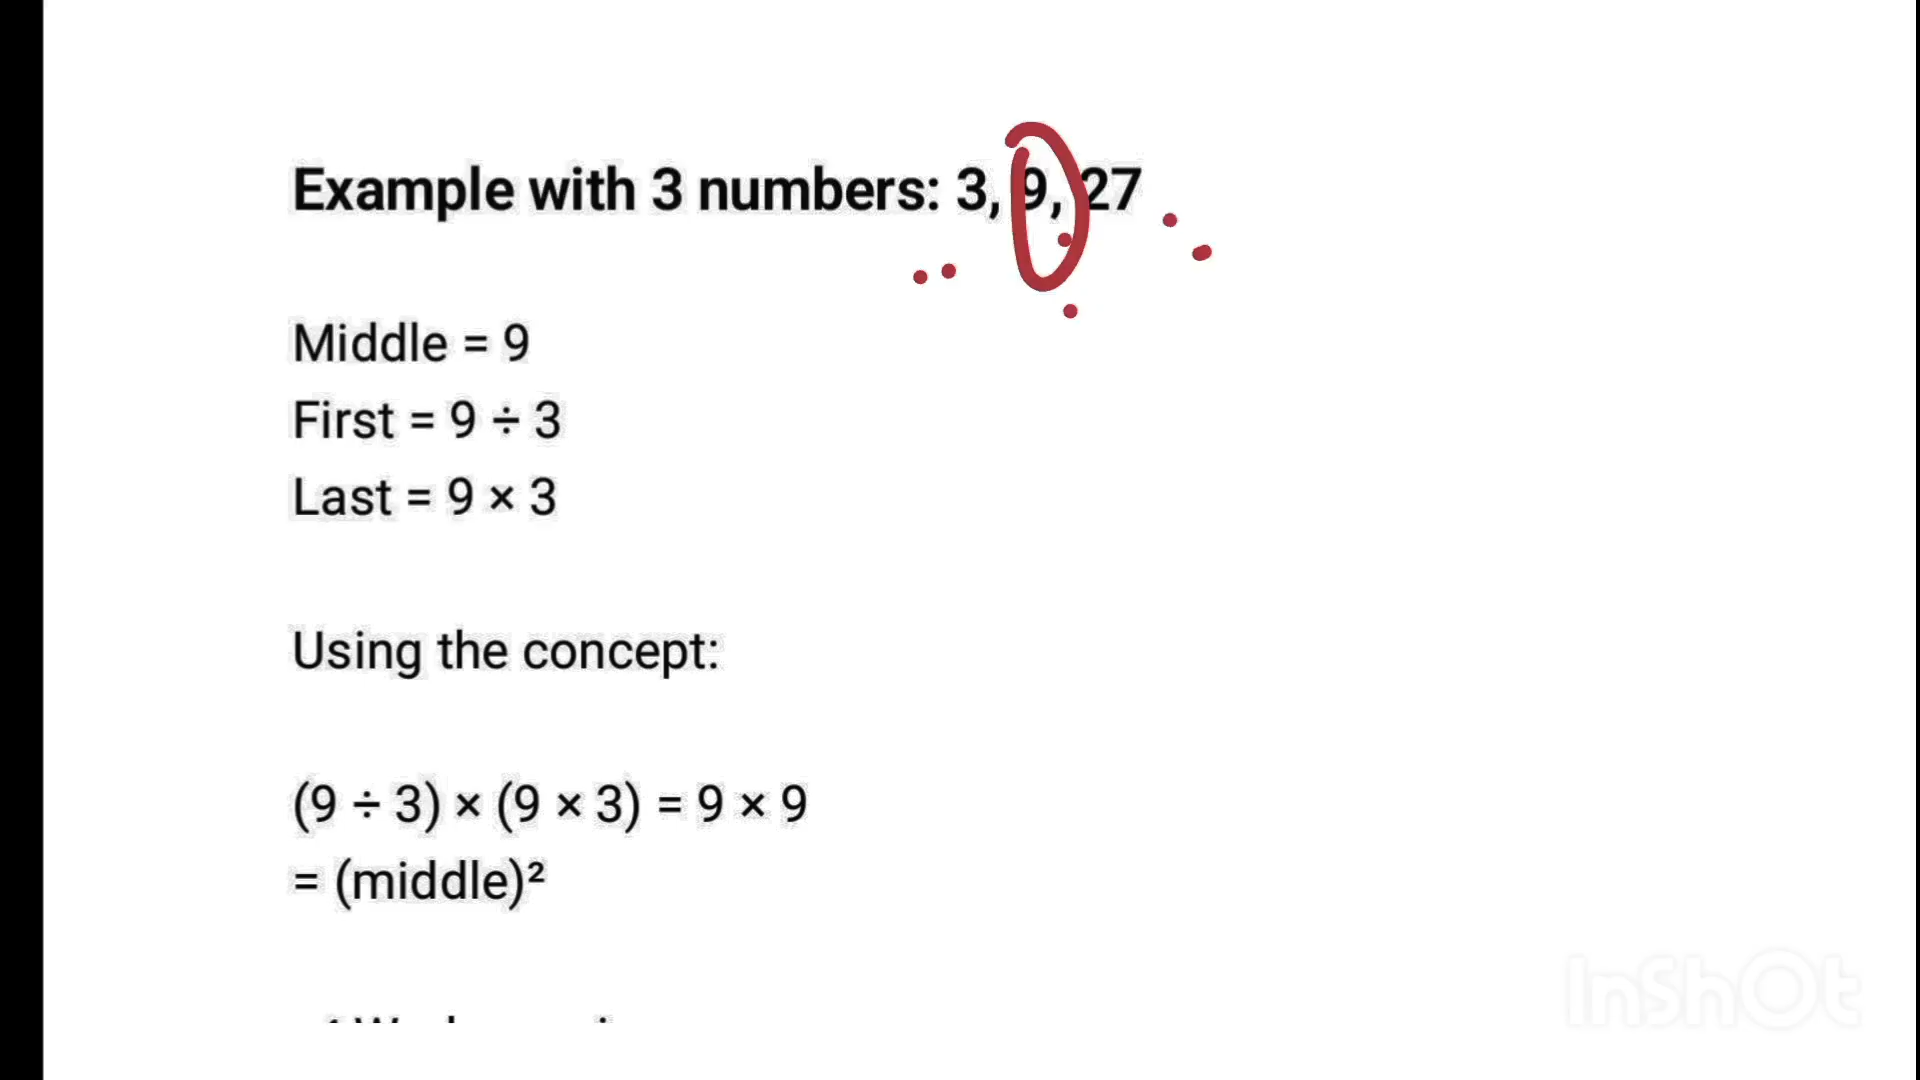 Example with 3 numbers: 3, 9, 27
Middle = 9
First = 9 ÷ 3
Last = 9 × 3
Using the concept:
(9 ÷ 3) × (9 × 3) = 9 × 9
= (middle)²
InShOt